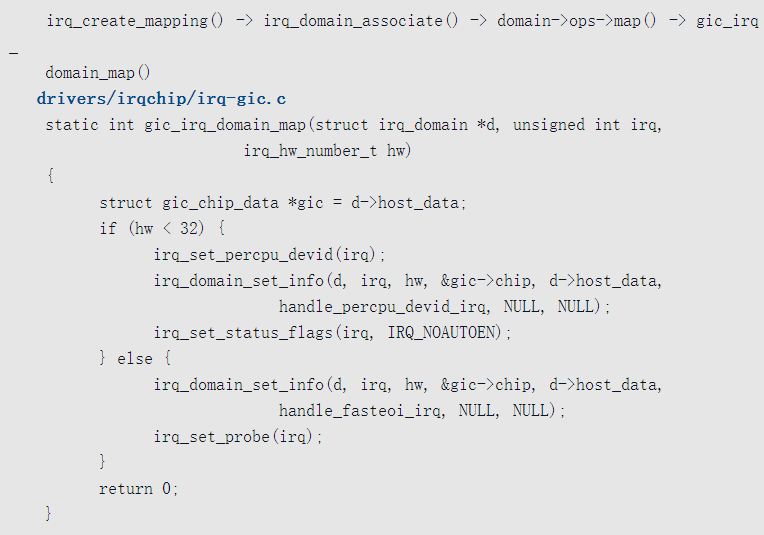 irq_create_mapping() -> irq_domain_associate() -> domain->ops->map() -> gic_irq
_
domain_map()
drivers/irqchip/irq-gic.c
static int gic_irq_domain_map(struct irq_domain *d, unsigned int irq,
irq_hw_number_t hw)
{
struct gic_chip_data *gic = d->host_data;
if (hw < 32) {
irq_set_percpu_devid(irq);
irq_domain_set_info(d, irq, hw, &gic->chip, d->host_data,
handle_percpu_devid_irq, NULL, NULL);
irq_set_status_flags(irq, IRQ_NOAUTOEN);
} else {
irq_domain_set_info(d, irq, hw, &gic->chip, d->host_data,
handle_fasteoi_irq, NULL, NULL);
irq_set_probe(irq);
}
return 0;
}